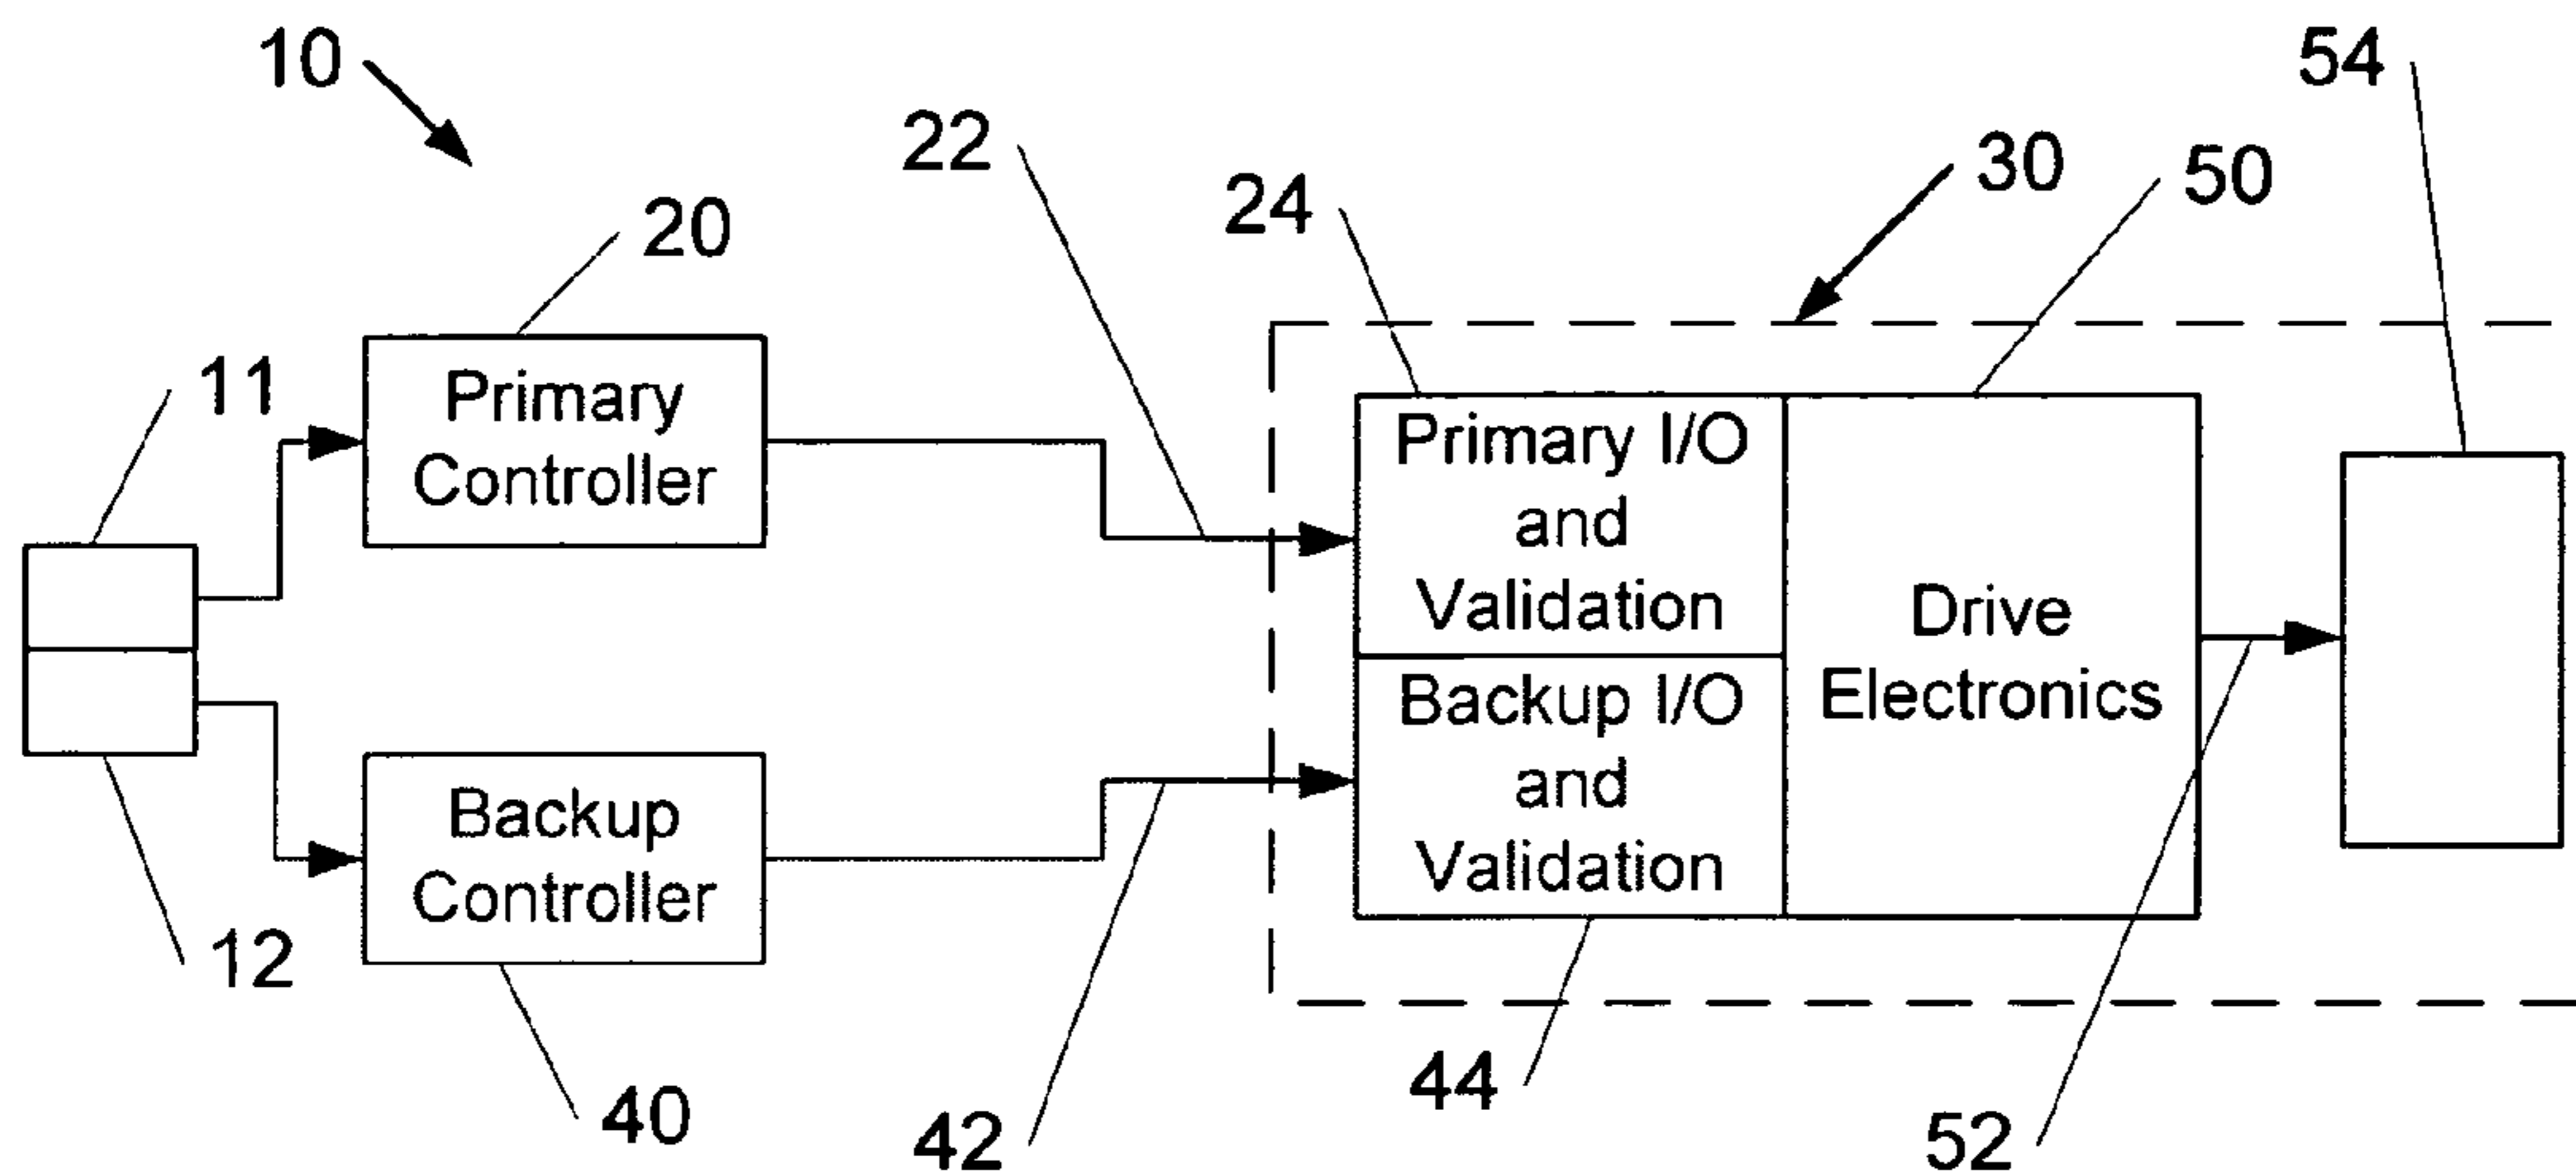 10
54
22
30
50
24
20
11
Primary
Controller
Primary I/O
and
Validation
Drive
Electronics
Backup I/O
and
Validation
Backup
Controller
12
40
42
44
52